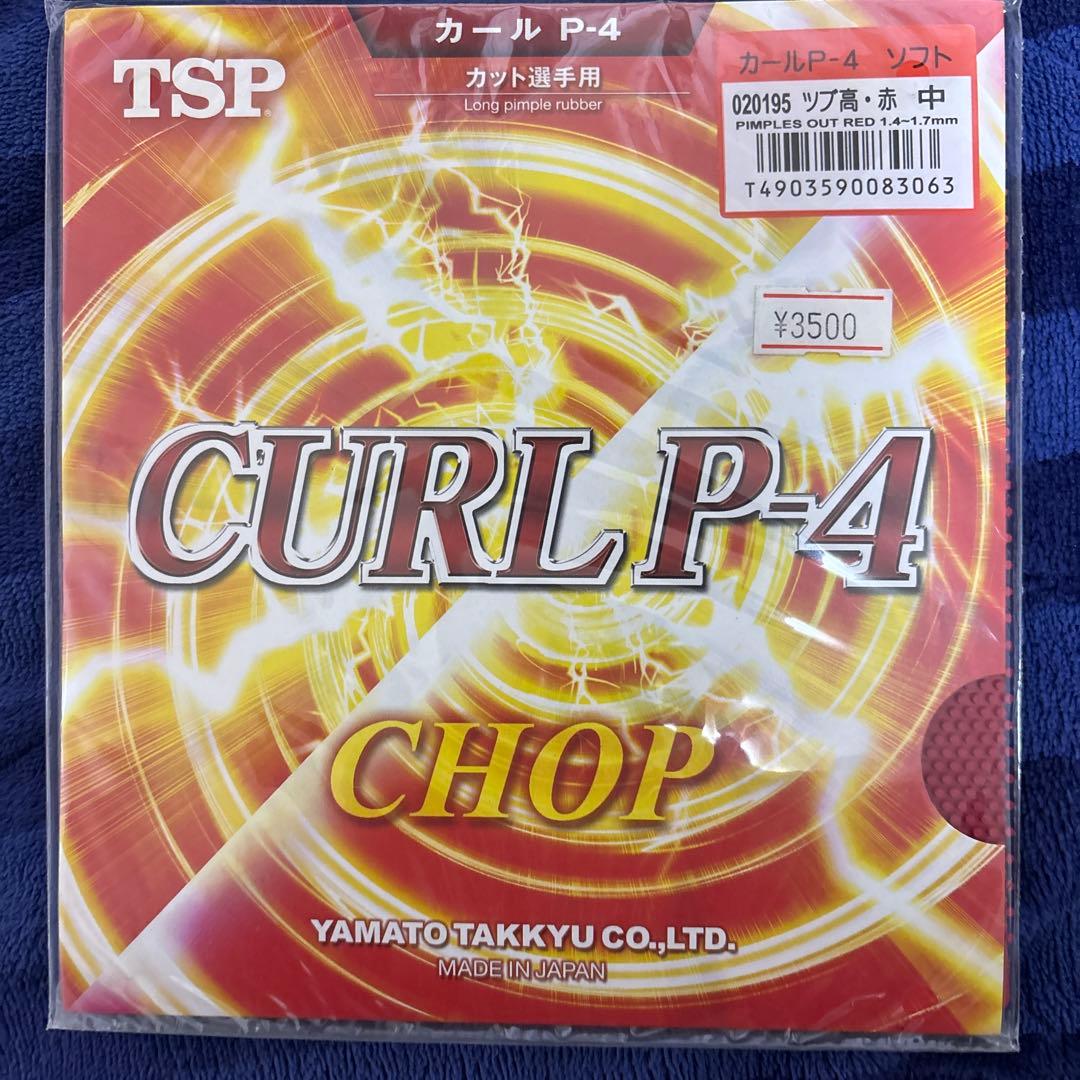 カール P-4
TSP
カット選手用
Long pimple rubber
カールP-4 ソフト
020195 ツブ高・赤 中
PIMPLES OUT RED 1.4~1.7mm
T4903590083063
¥3500
CURL P-4
CHOP
YAMATO TAKKYU CO.,LTD.
MADE IN JAPAN